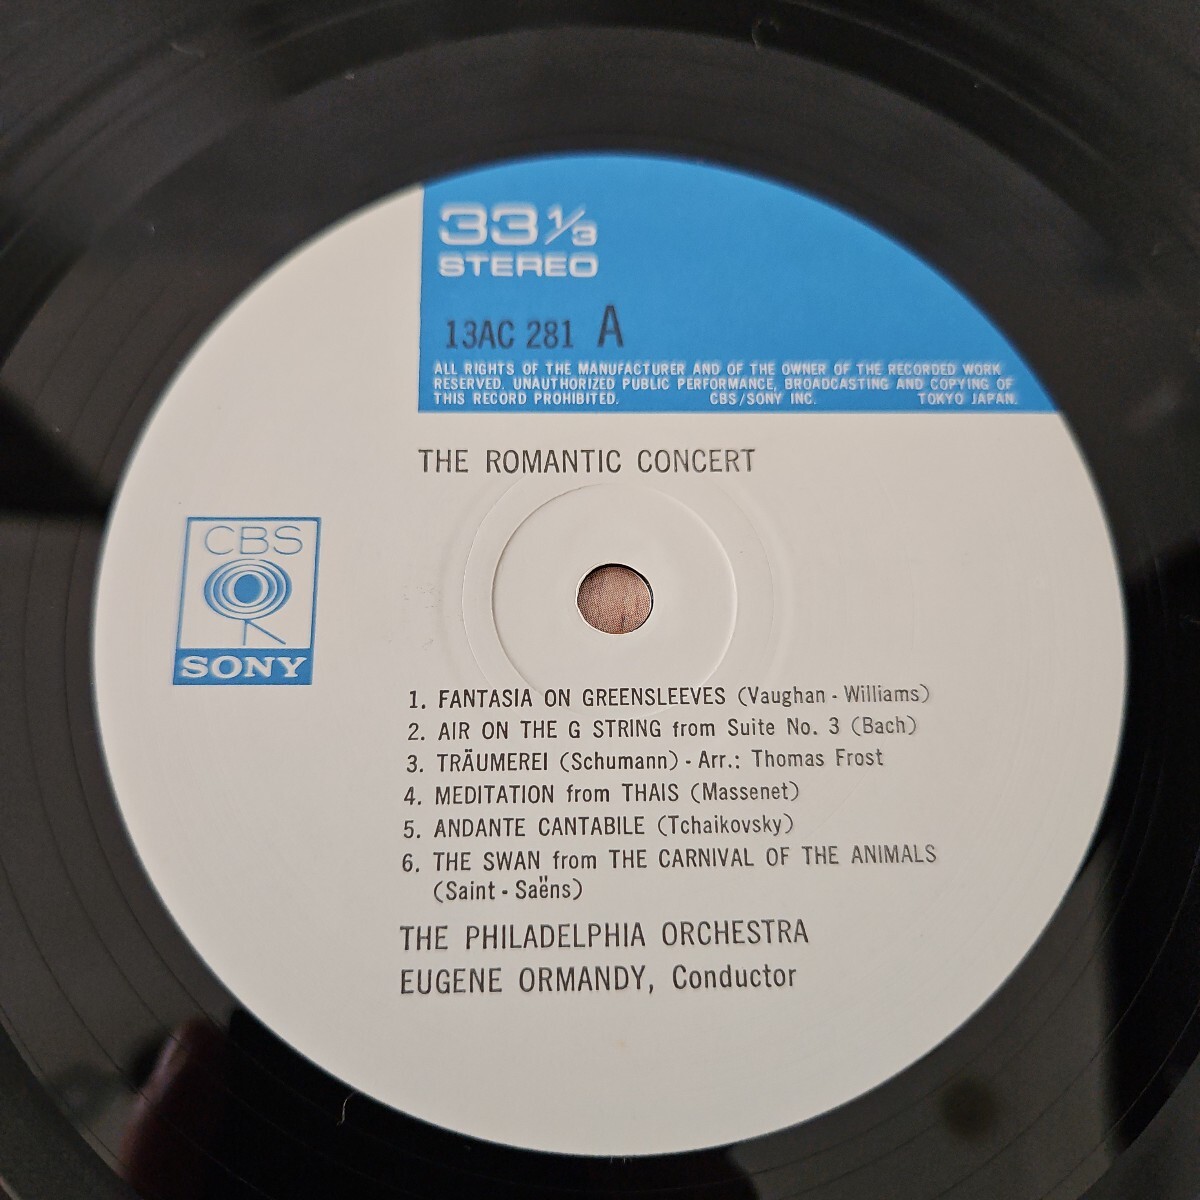 33 1/3
STEREO
13AC 281 A
ALL RIGHTS OF THE MANUFACTURER AND OF THE OWNER OF THE RECORDED WORK
RESERVED. UNAUTHORIZED PUBLIC PERFORMANCE, BROADCASTING AND COPYING OF
THIS RECORD PROHIBITED. CBS/SONY INC. TOKYO JAPAN.
THE ROMANTIC CONCERT
CBS
SONY
1. FANTASIA ON GREENSLEEVES (Vaughan - Williams)
2. AIR ON THE G STRING from Suite No. 3 (Bach)
3. TRÄUMEREI (Schumann) - Arr.: Thomas Frost
4. MEDITATION from THAIS (Massenet)
5. ANDANTE CANTABILE (Tchaikovsky)
6. THE SWAN from THE CARNIVAL OF THE ANIMALS
(Saint - Saëns)
THE PHILADELPHIA ORCHESTRA
EUGENE ORMANDY, Conductor